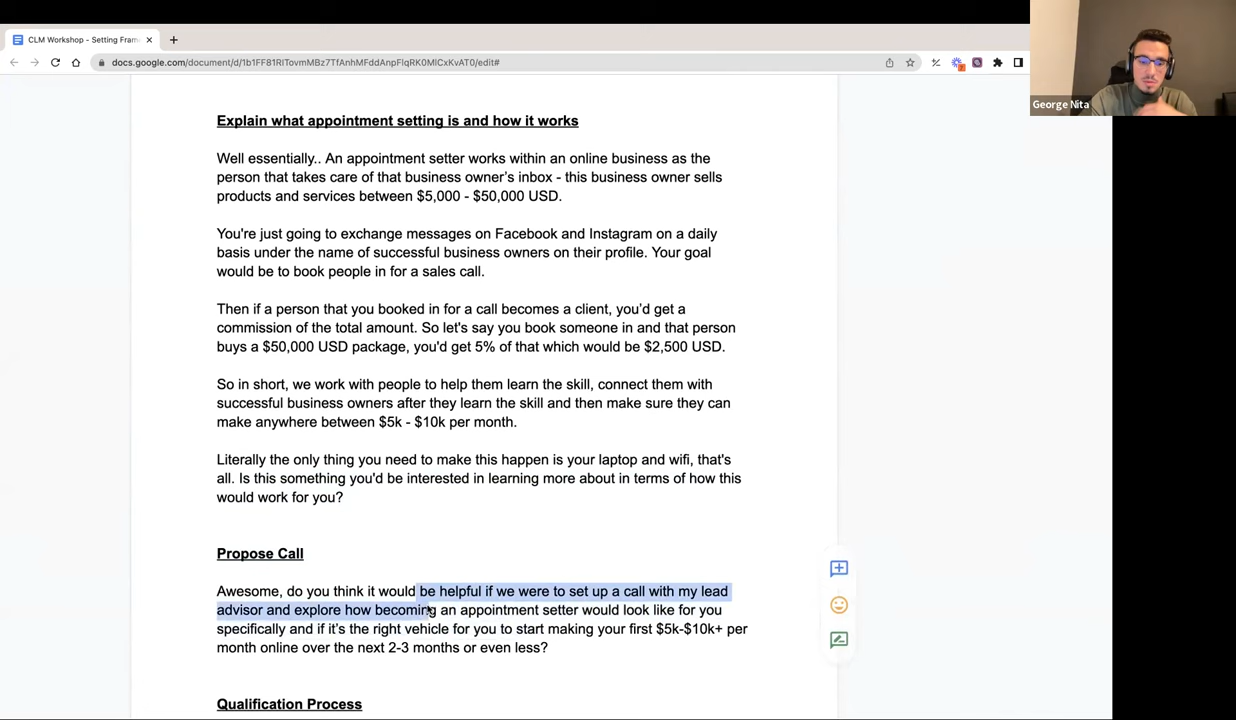 CLM Workshop - Setting Fram
docs.google.com/document/d/1b1FF81RlTovmMBz7TfAnhMFddAnpFlqRK0MlCxKvAT0/edit#
George Nita
Explain what appointment setting is and how it works
Well essentially.. An appointment setter works within an online business as the
person that takes care of that business owner's inbox - this business owner sells
products and services between $5,000 - $50,000 USD.
You're just going to exchange messages on Facebook and Instagram on a daily
basis under the name of successful business owners on their profile. Your goal
would be to book people in for a sales call.
Then if a person that you booked in for a call becomes a client, you'd get a
commission of the total amount. So let's say you book someone in and that person
buys a $50,000 USD package, you'd get 5% of that which would be $2,500 USD.
So in short, we work with people to help them learn the skill, connect them with
successful business owners after they learn the skill and then make sure they can
make anywhere between $5k - $10k per month.
Literally the only thing you need to make this happen is your laptop and wifi, that's
all. Is this something you'd be interested in learning more about in terms of how this
would work for you?
Propose Call
Awesome, do you think it would be helpful if we were to set up a call with my lead
advisor and explore how becoming an appointment setter would look like for you
specifically and if it's the right vehicle for you to start making your first $5k-$10k+ per
month online over the next 2-3 months or even less?
Qualification Process